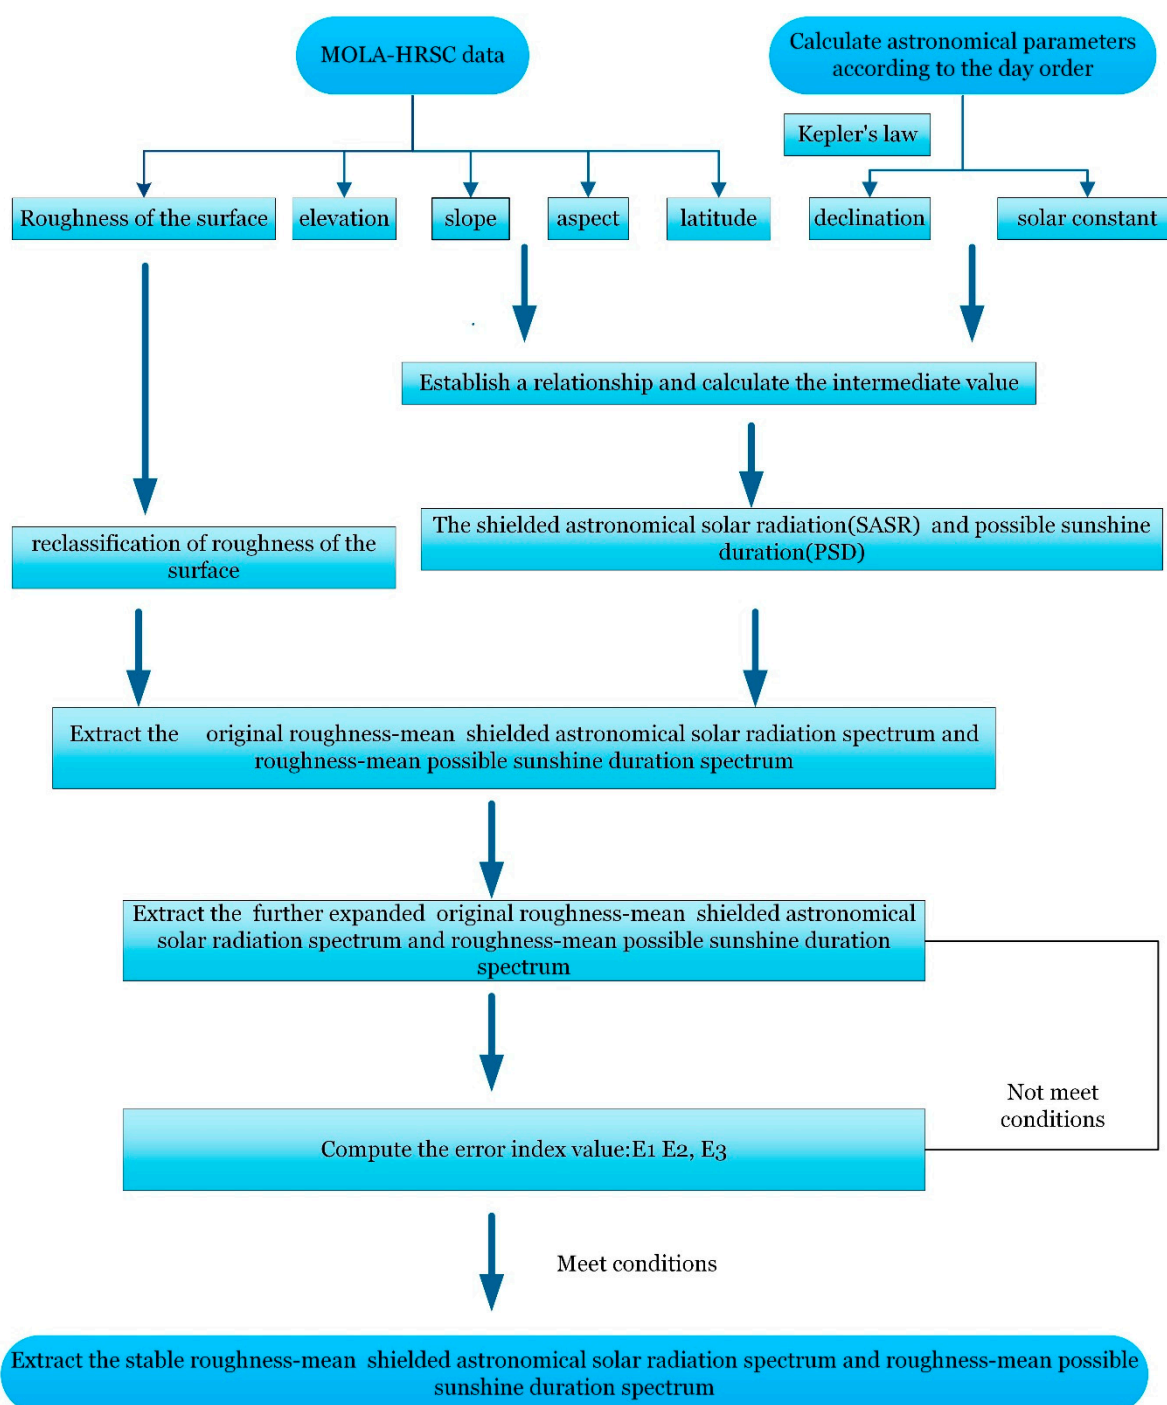 MOLA-HRSC data
Calculate astronomical parameters
according to the day order
Kepler's law
Roughness of the surface
elevation
slope
aspect
latitude
declination
solar constant
Establish a relationship and calculate the intermediate value
reclassification of roughness of the
surface
The shielded astronomical solar radiation(SASR) and possible sunshine
duration(PSD)
Extract the original roughness-mean shielded astronomical solar radiation spectrum and
roughness-mean possible sunshine duration spectrum
Extract the further expanded original roughness-mean shielded astronomical
solar radiation spectrum and roughness-mean possible sunshine duration
spectrum
Not meet
conditions
Compute the error index value:E1 E2, E3
Meet conditions
Extract the stable roughness-mean shielded astronomical solar radiation spectrum and roughness-mean possible
sunshine duration spectrum